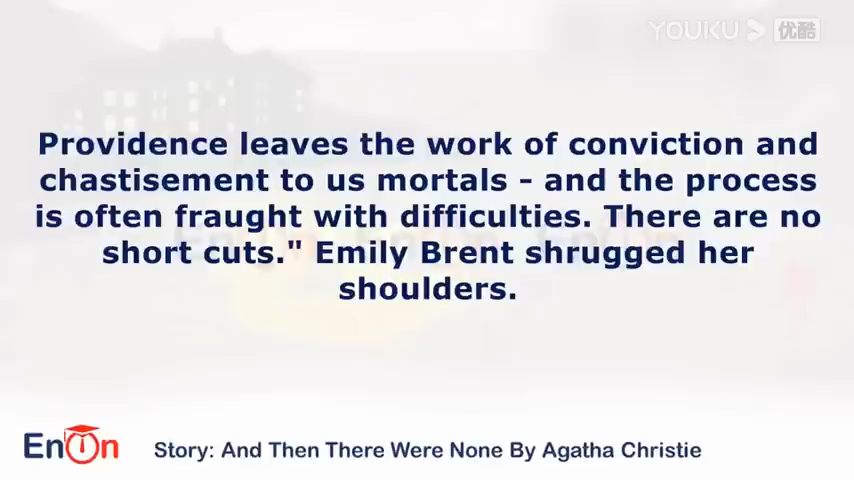 YOUKU 优酷
Providence leaves the work of conviction and
chastisement to us mortals - and the process
is often fraught with difficulties. There are no
short cuts." Emily Brent shrugged her
shoulders.
EnOn
Story: And Then There Were None By Agatha Christie